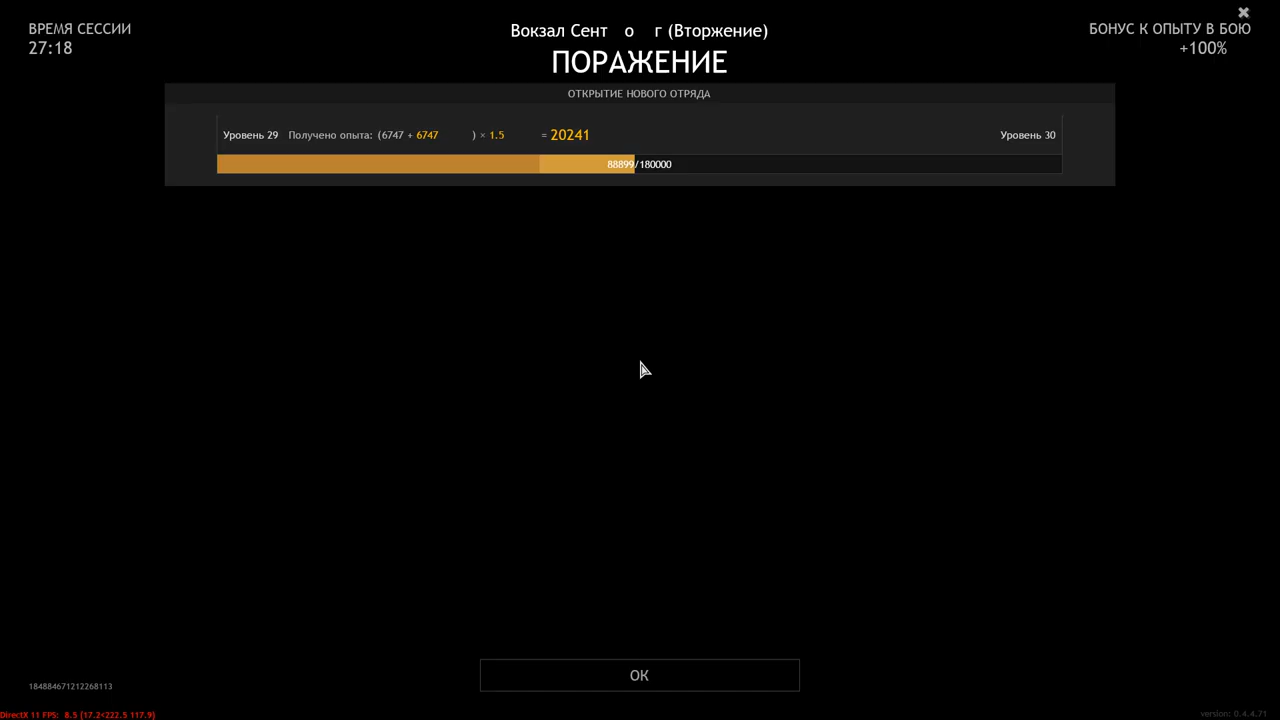 ВРЕМЯ СЕССИИ
27:18
Вокзал Сент о г (Вторжение)
ПОРАЖЕНИЕ
БОНУС К ОПЫТУ В БОЮ
+100%
ОТКРЫТИЕ НОВОГО ОТРЯДА
Уровень 29 Получено опыта: (6747 + 6747 ) × 1.5 = 20241 Уровень 30
88899/180000
ОК
184884671212268113
DirectX 11 FPS: 8.5 (17.2<222.5 117.9)
version: 0.4.4.71